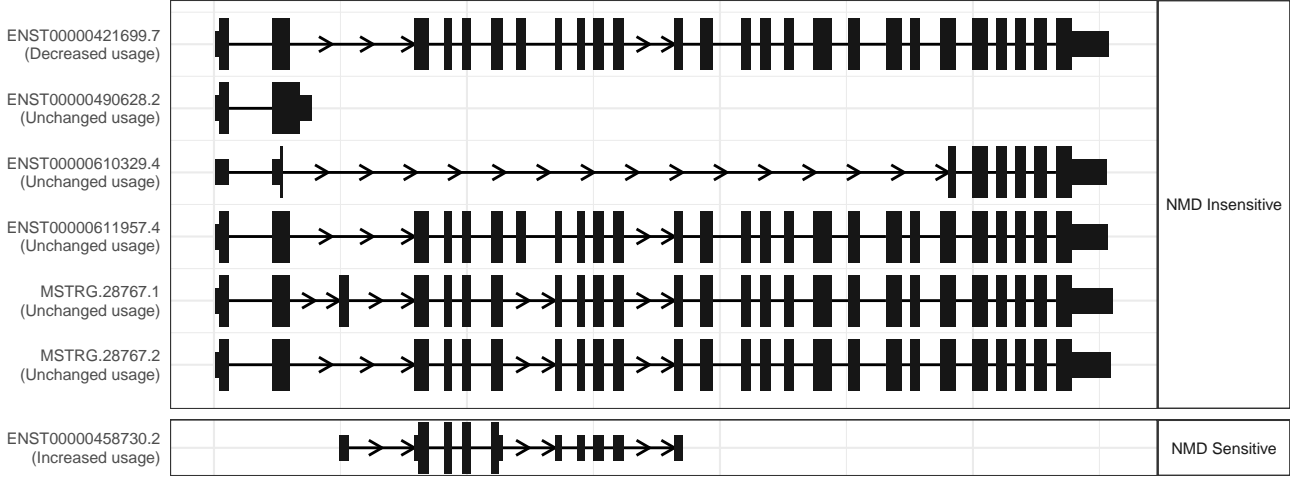 ENST00000421699.7
(Decreased usage)
ENST00000490628.2
(Unchanged usage)
ENST00000610329.4
(Unchanged usage)
NMD Insensitive
ENST00000611957.4
(Unchanged usage)
MSTRG.28767.1
(Unchanged usage)
MSTRG.28767.2
(Unchanged usage)
ENST00000458730.2
(Increased usage)
NMD Sensitive